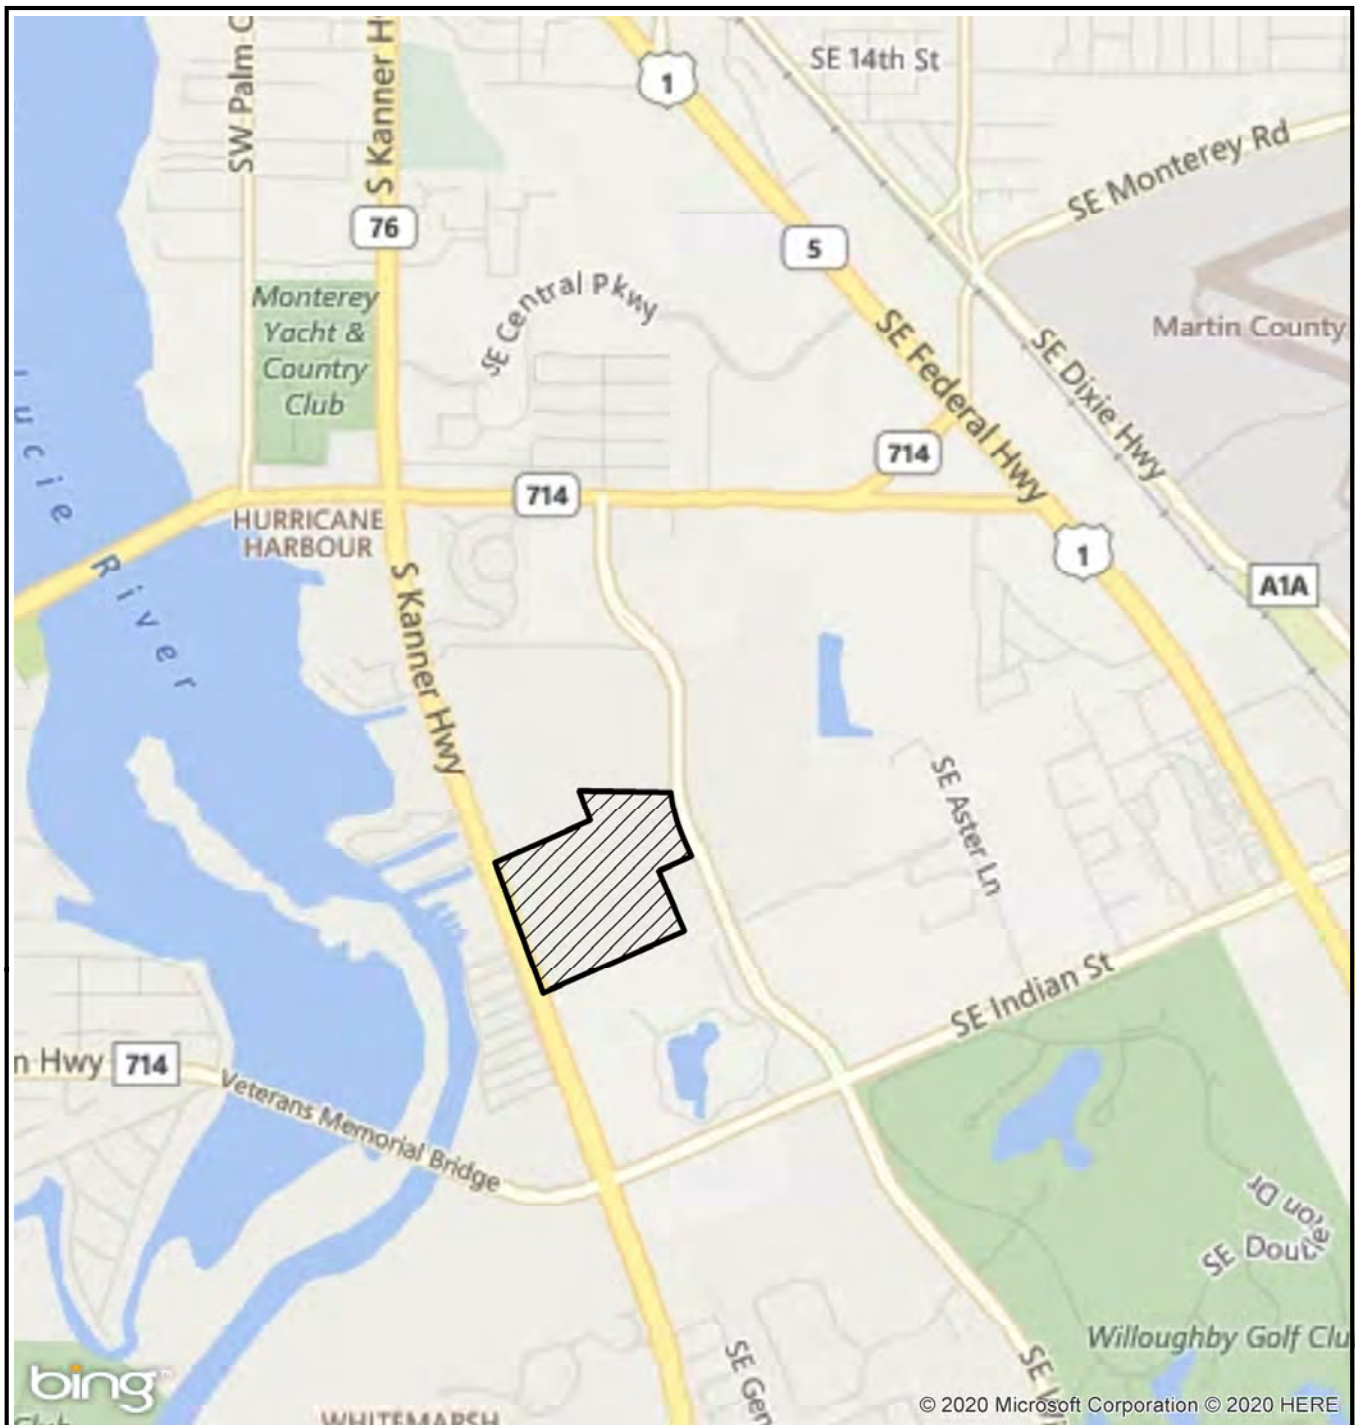 SW Palm C
S Kanner H
1
SE 14th St
SE Monterey Rd
76
5
Monterey
Yacht &
Country
Club
SE Central Pkwy
SE Federal Hwy
SE Dixie Hwy
Martin County
714
714
HURRICANE
HARBOUR
ucie
River
S Kanner Hwy
1
A1A
SE Aster Ln
SE Indian St
n Hwy
714
Veterans Memorial Bridge
SE
Willoughby Golf Clu
SE Gen
SE W
bing
Club
WHITEMARSH
© 2020 Microsoft Corporation © 2020 HERE